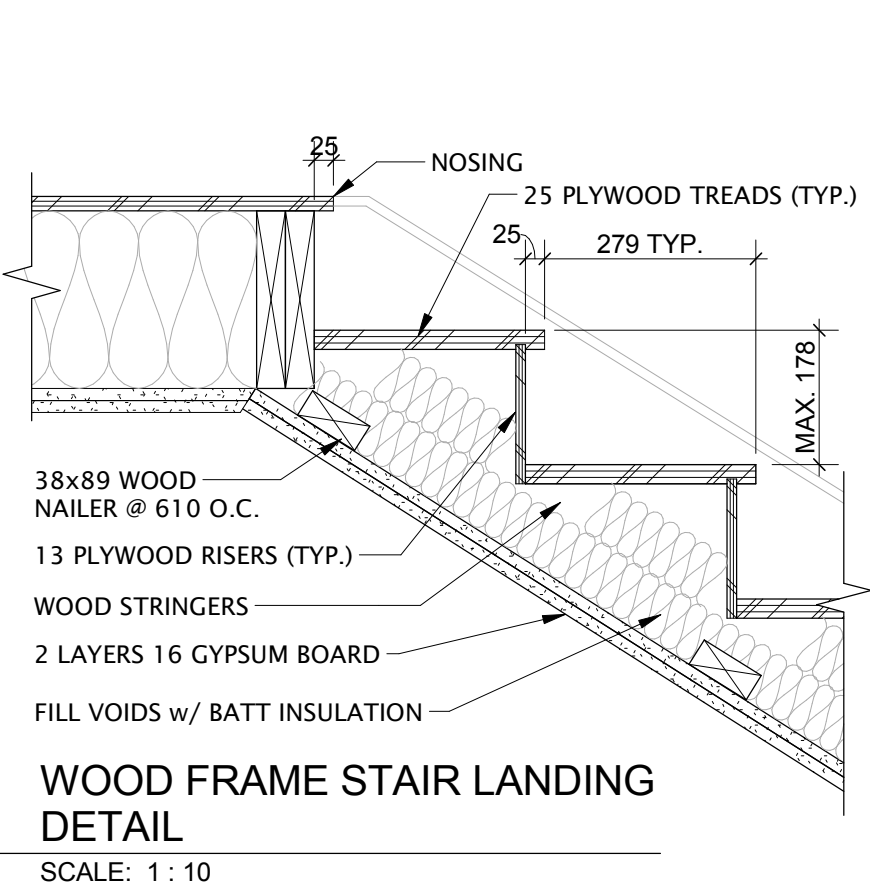 25
NOSING
25 PLYWOOD TREADS (TYP.)
25
279 TYP.
MAX. 178
38x89 WOOD
NAILER @ 610 O.C.
13 PLYWOOD RISERS (TYP.)
WOOD STRINGERS
2 LAYERS 16 GYPSUM BOARD
FILL VOIDS w/ BATT INSULATION
WOOD FRAME STAIR LANDING
DETAIL
SCALE: 1 : 10